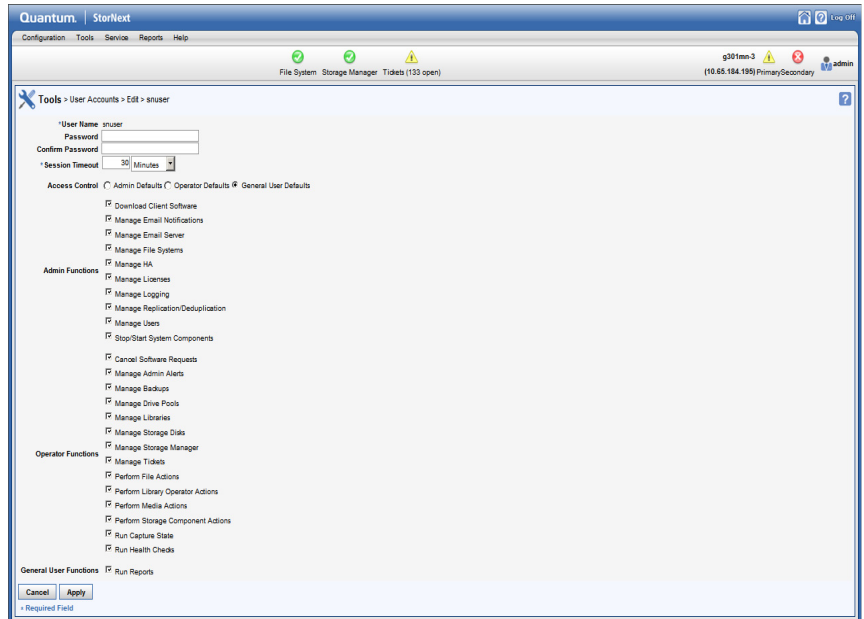 Quantum. | StorNext
Log Off
Configuration Tools Service Reports Help
File System Storage Manager Tickets (133 open)
g301mn-3
(10.65.184.195) Primary Secondary
admin
Tools > User Accounts > Edit > snuser
*User Name snuser
Password
Confirm Password
*Session Timeout 30 Minutes
Access Control Admin Defaults Operator Defaults General User Defaults
Admin Functions
Download Client Software
Manage Email Notifications
Manage Email Server
Manage File Systems
Manage HA
Manage Licenses
Manage Logging
Manage Replication/Deduplication
Manage Users
Stop/Start System Components
Operator Functions
Cancel Software Requests
Manage Admin Alerts
Manage Backups
Manage Drive Pools
Manage Libraries
Manage Storage Disks
Manage Storage Manager
Manage Tickets
Perform File Actions
Perform Library Operator Actions
Perform Media Actions
Perform Storage Component Actions
Run Capture State
Run Health Checks
General User Functions Run Reports
Cancel Apply
* Required Field